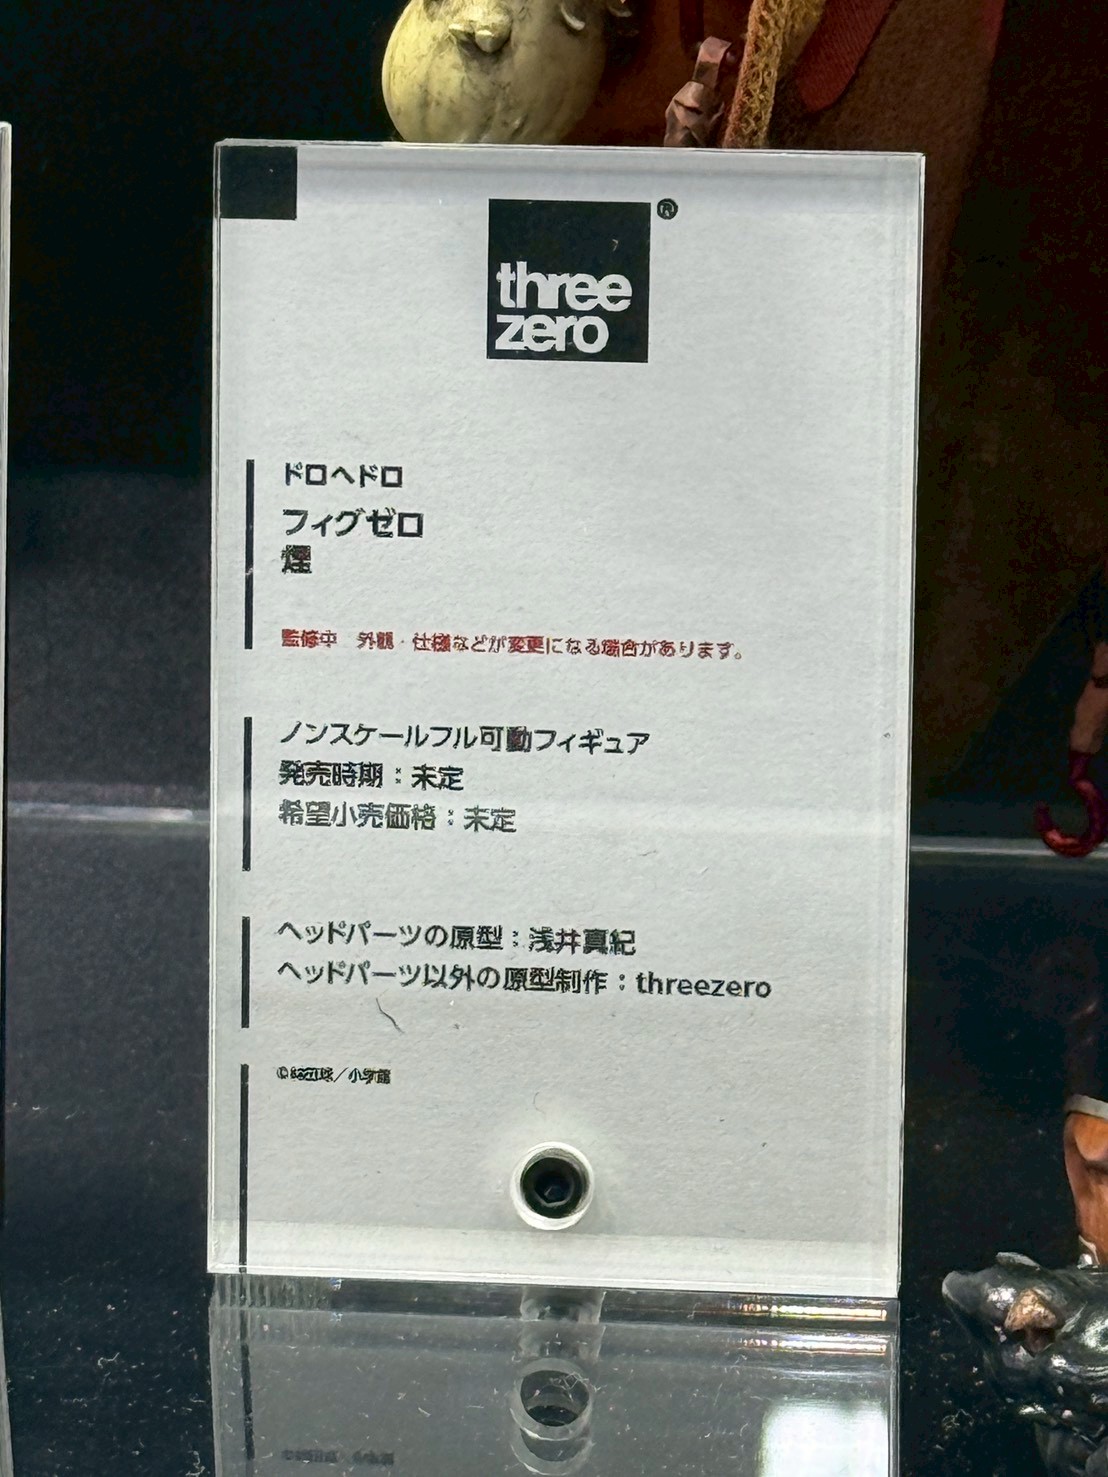 three
zero
®
ドロヘドロ
フィグゼロ
煙
監修中 外観・仕様などが変更になる場合があります。
ノンスケールフル可動フィギュア
発売時期：未定
希望小売価格：未定
ヘッドパーツの原型：浅井真紀
ヘッドパーツ以外の原型制作：threezero
／小学館